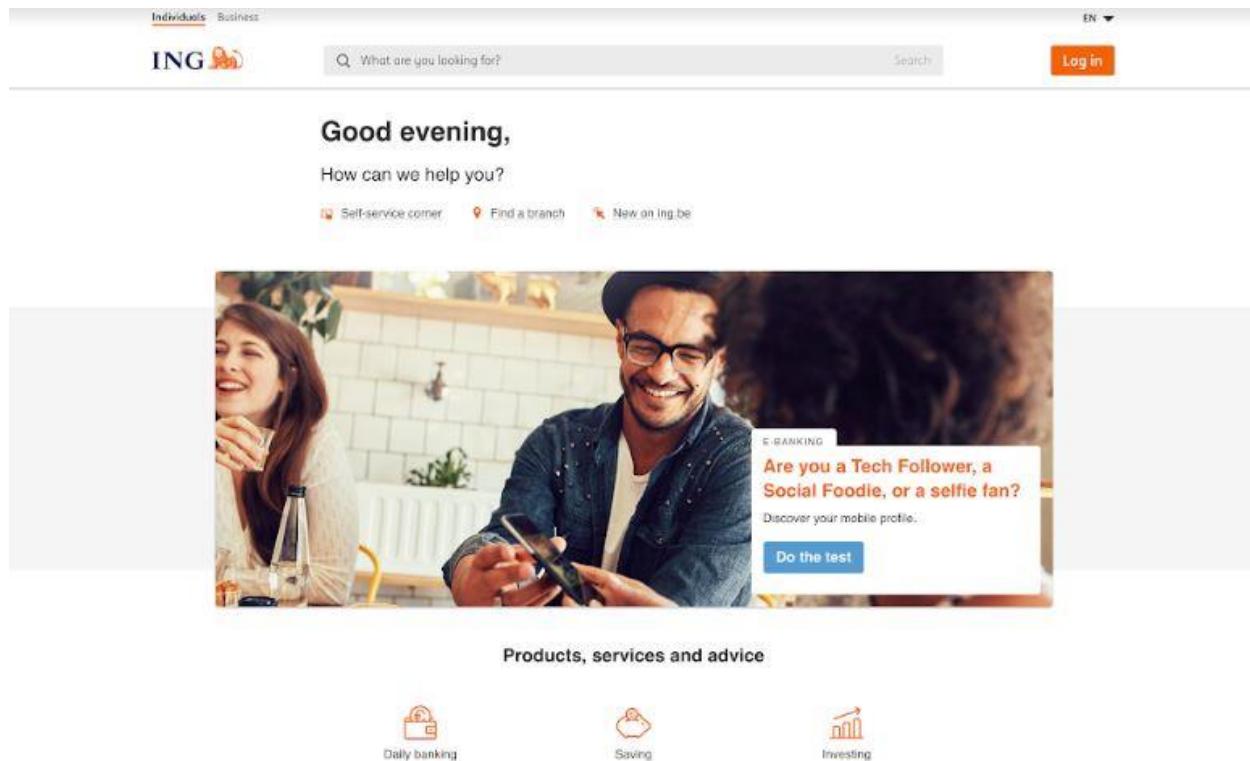 Individuals Business
EN
ING
What are you looking for?
Search
Log in
Good evening,
How can we help you?
Self-service corner
Find a branch
New on ing.be
E-BANKING
Are you a Tech Follower, a
Social Foodie, or a selfie fan?
Discover your mobile profile.
Do the test
Products, services and advice
Daily banking
Saving
Investing